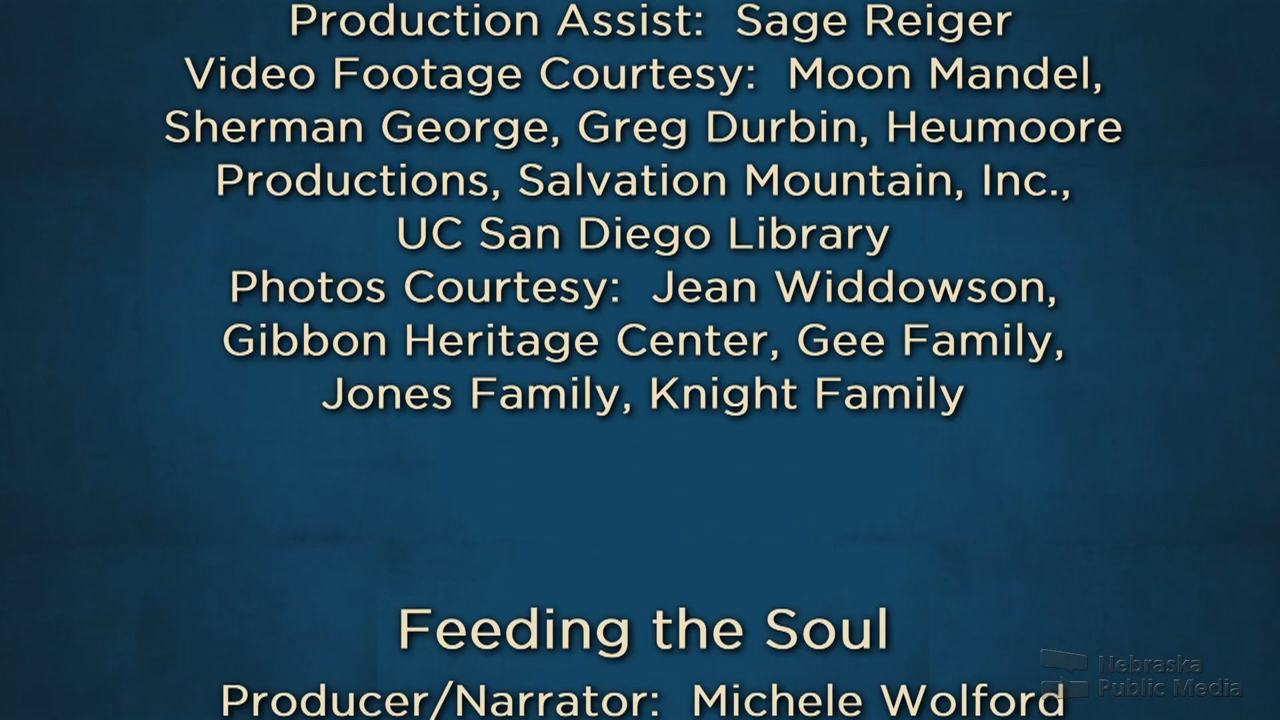 Production Assist:  Sage Reiger
Video Footage Courtesy:  Moon Mandel,
Sherman George, Greg Durbin, Heumoore
Productions, Salvation Mountain, Inc.,
UC San Diego Library
Photos Courtesy:  Jean Widdowson,
Gibbon Heritage Center, Gee Family,
Jones Family, Knight Family
Feeding the Soul
Producer/Narrator:  Michele Wolford
Nebraska
Public Media